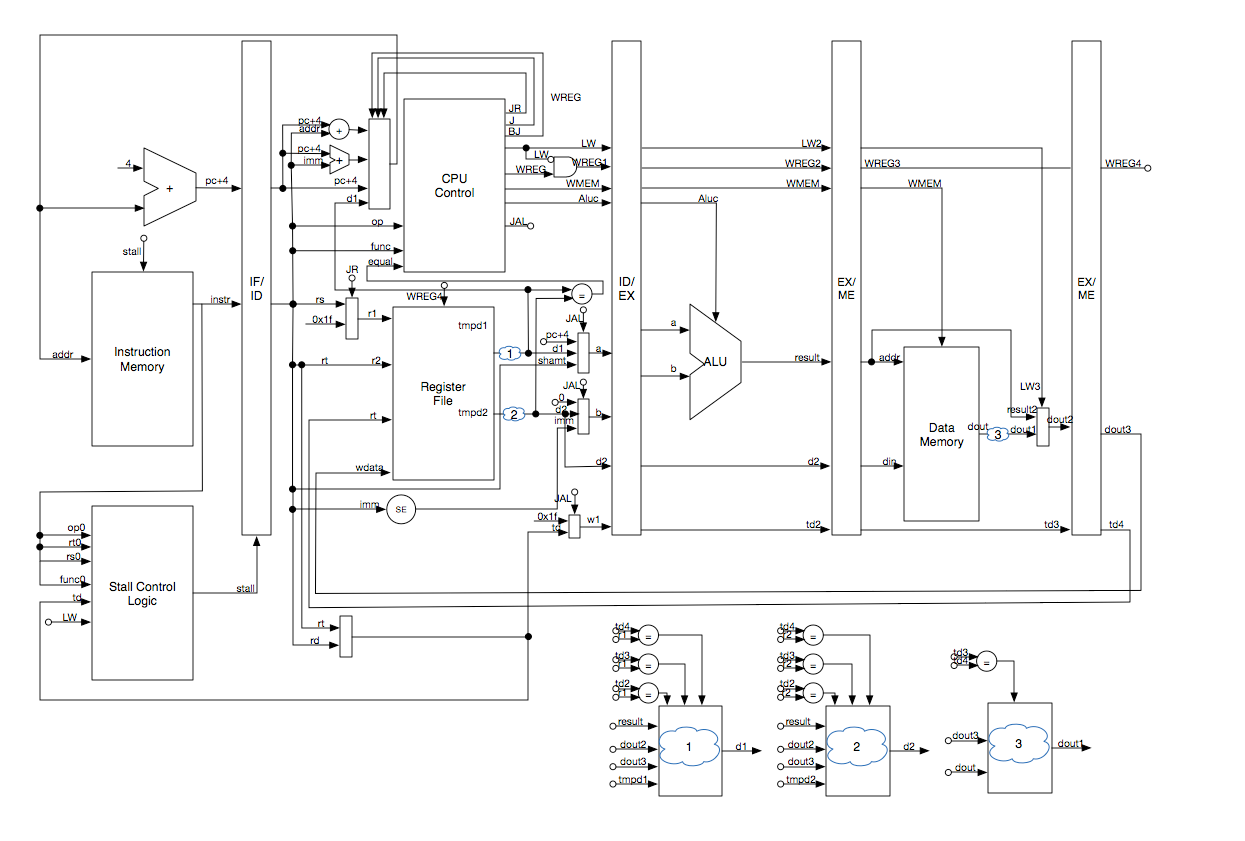 WREG
JR
J
BJ
pc+4
addr
+
LW
LW2
4
pc+4
imm
+
LW
WREG
WREG1
WREG2
WREG3
WREG4
+
pc+4
pc+4
CPU
Control
WMEM
WMEM
WMEM
d1
Aluc
Aluc
op
JAL
stall
func
equal
JR
IF/
ID
ID/
EX
EX/
ME
EX/
ME
WREG4
=
instr
rs
0x1f
r1
tmpd1
JAL
a
pc+4
Instruction
Memory
addr
rt
r2
1
d1
a
shamt
ALU
result
addr
b
Register
File
JAL
LW3
0
rt
tmpd2
2
d2
imm
b
result2
dout2
Data
Memory
dout
3
dout1
dout3
wdata
d2
d2
din
imm
SE
JAL
0x1f
td
w1
td2
td3
td4
op0
rt0
rs0
func0
td
LW
Stall Control
Logic
stall
rt
rd
td4
r1
=
td3
r1
=
td2
r1
=
result
dout2
dout3
tmpd1
1
d1
td4
r2
=
td3
r2
=
td2
r2
=
result
dout2
dout3
tmpd2
2
d2
td3
td4
=
dout3
dout
3
dout1